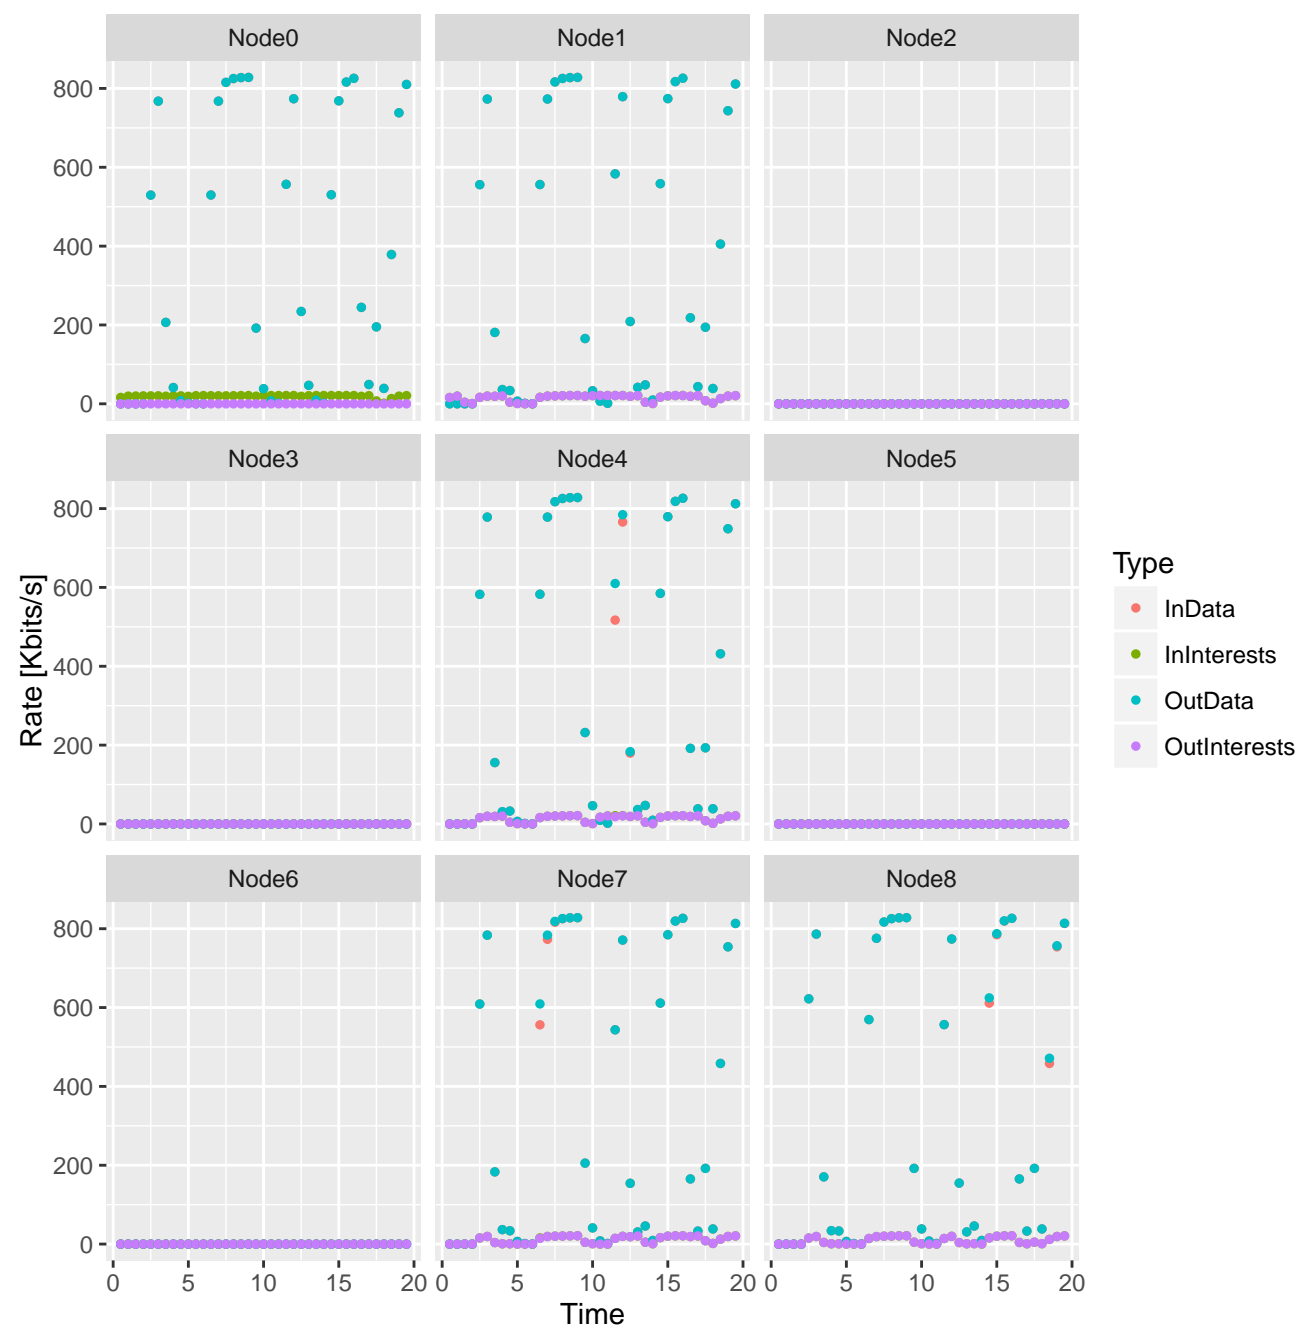 Node0 Node1 Node2
800
600
400
200
0
Node3 Node4 Node5
800
600
400
200
0
Node6 Node7 Node8
800
600
400
200
0
0 5 10 15 20 0 5 10 15 20 0 5 10 15 20
Time
Rate [Kbits/s]
Type
InData
InInterests
OutData
OutInterests